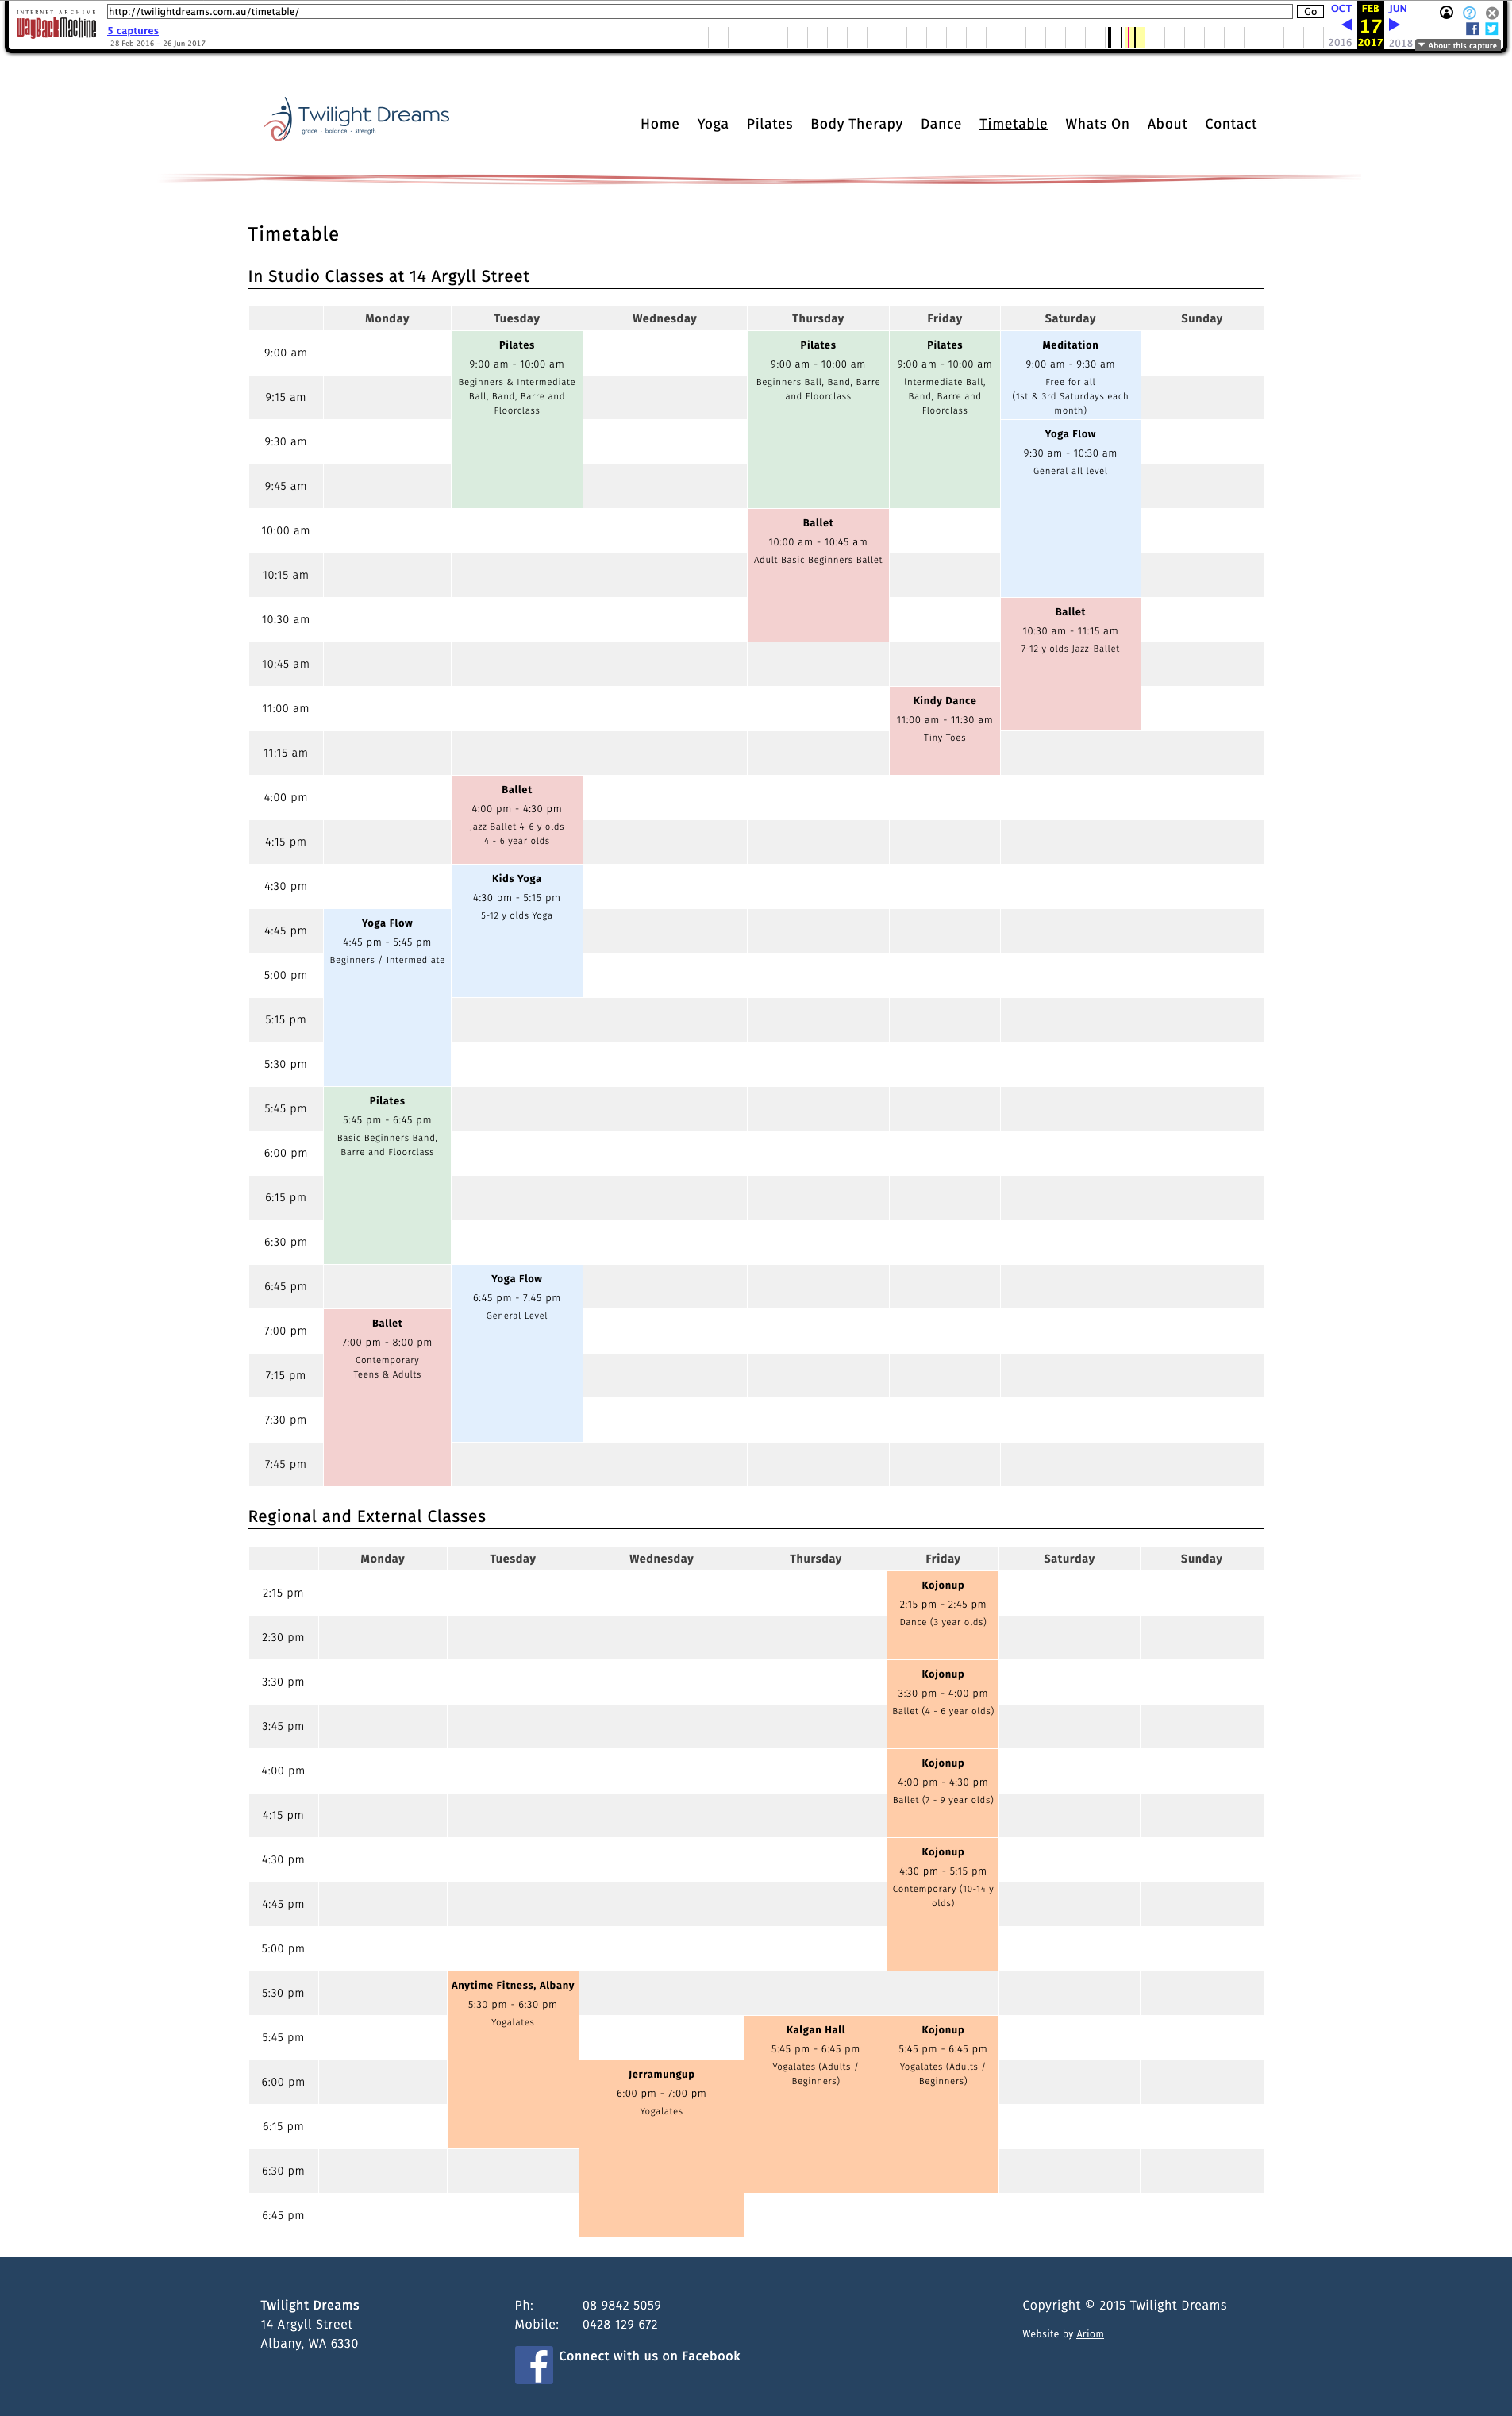 INTERNET ARCHIVE
WayBackMachine
http://twilightdreams.com.au/timetable/
Go
5 captures
28 Feb 2016 – 26 Jun 2017
OCT FEB JUN
17
2016 2017 2018
About this capture
Twilight Dreams
grace - balance - strength
Home Yoga Pilates Body Therapy Dance Timetable Whats On About Contact
Timetable
In Studio Classes at 14 Argyll Street
Monday Tuesday Wednesday Thursday Friday Saturday Sunday
9:00 am
Pilates
9:00 am - 10:00 am
Beginners & Intermediate
Ball, Band, Barre and
Floorclass
Pilates
9:00 am - 10:00 am
Beginners Ball, Band, Barre
and Floorclass
Pilates
9:00 am - 10:00 am
Intermediate Ball,
Band, Barre and
Floorclass
Meditation
9:00 am - 9:30 am
Free for all
(1st & 3rd Saturdays each
month)
9:15 am
9:30 am
Yoga Flow
9:30 am - 10:30 am
General all level
9:45 am
10:00 am
Ballet
10:00 am - 10:45 am
Adult Basic Beginners Ballet
10:15 am
10:30 am
Ballet
10:30 am - 11:15 am
7-12 y olds Jazz-Ballet
10:45 am
11:00 am
Kindy Dance
11:00 am - 11:30 am
Tiny Toes
11:15 am
4:00 pm
Ballet
4:00 pm - 4:30 pm
Jazz Ballet 4-6 y olds
4 - 6 year olds
4:15 pm
4:30 pm
Kids Yoga
4:30 pm - 5:15 pm
5-12 y olds Yoga
4:45 pm
Yoga Flow
4:45 pm - 5:45 pm
Beginners / Intermediate
5:00 pm
5:15 pm
5:30 pm
5:45 pm
Pilates
5:45 pm - 6:45 pm
Basic Beginners Band,
Barre and Floorclass
6:00 pm
6:15 pm
6:30 pm
6:45 pm
Yoga Flow
6:45 pm - 7:45 pm
General Level
7:00 pm
Ballet
7:00 pm - 8:00 pm
Contemporary
Teens & Adults
7:15 pm
7:30 pm
7:45 pm
Regional and External Classes
Monday Tuesday Wednesday Thursday Friday Saturday Sunday
2:15 pm
Kojonup
2:15 pm - 2:45 pm
Dance (3 year olds)
2:30 pm
3:30 pm
Kojonup
3:30 pm - 4:00 pm
Ballet (4 - 6 year olds)
3:45 pm
4:00 pm
Kojonup
4:00 pm - 4:30 pm
Ballet (7 - 9 year olds)
4:15 pm
4:30 pm
Kojonup
4:30 pm - 5:15 pm
Contemporary (10-14 y
olds)
4:45 pm
5:00 pm
5:30 pm
Anytime Fitness, Albany
5:30 pm - 6:30 pm
Yogalates
5:45 pm
Kalgan Hall
5:45 pm - 6:45 pm
Yogalates (Adults /
Beginners)
Kojonup
5:45 pm - 6:45 pm
Yogalates (Adults /
Beginners)
6:00 pm
Jerramungup
6:00 pm - 7:00 pm
Yogalates
6:15 pm
6:30 pm
6:45 pm
Twilight Dreams
14 Argyll Street
Albany, WA 6330
Ph: 08 9842 5059
Mobile: 0428 129 672
Connect with us on Facebook
Copyright © 2015 Twilight Dreams
Website by Ariom